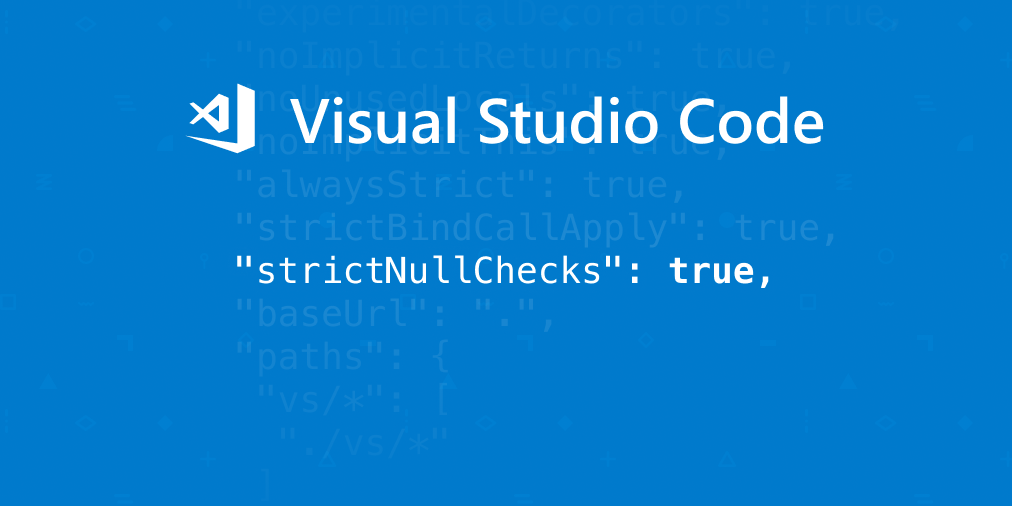 "experimentalDecorators": true,
"noImplicitReturns": true,
"noUnusedLocals": true,
Visual Studio Code
"noImplicitThis": true,
"alwaysStrict": true,
"strictBindCallApply": true,
"strictNullChecks": true,
"baseUrl": ".",
"paths": {
"vs/*": [
"./vs/*"
]